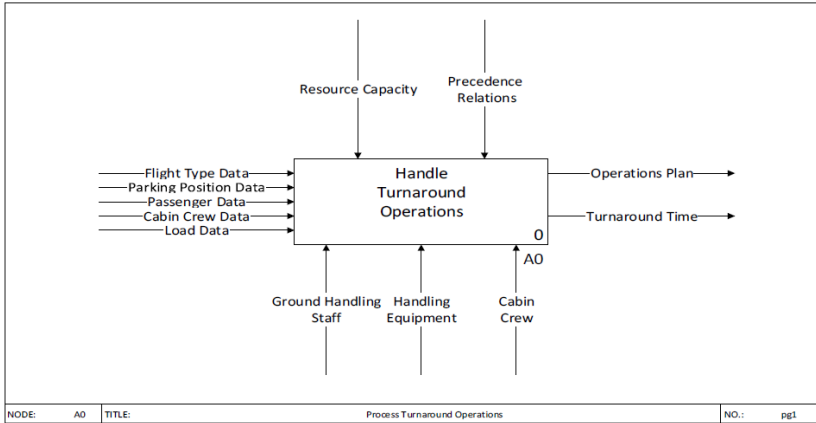 Resource Capacity
Precedence
Relations
Flight Type Data
Parking Position Data
Passenger Data
Cabin Crew Data
Load Data
Handle
Turnaround
Operations
0
A0
Operations Plan
Turnaround Time
Ground Handling
Staff
Handling
Equipment
Cabin
Crew
NODE: A0 TITLE: Process Turnaround Operations NO.: pg1